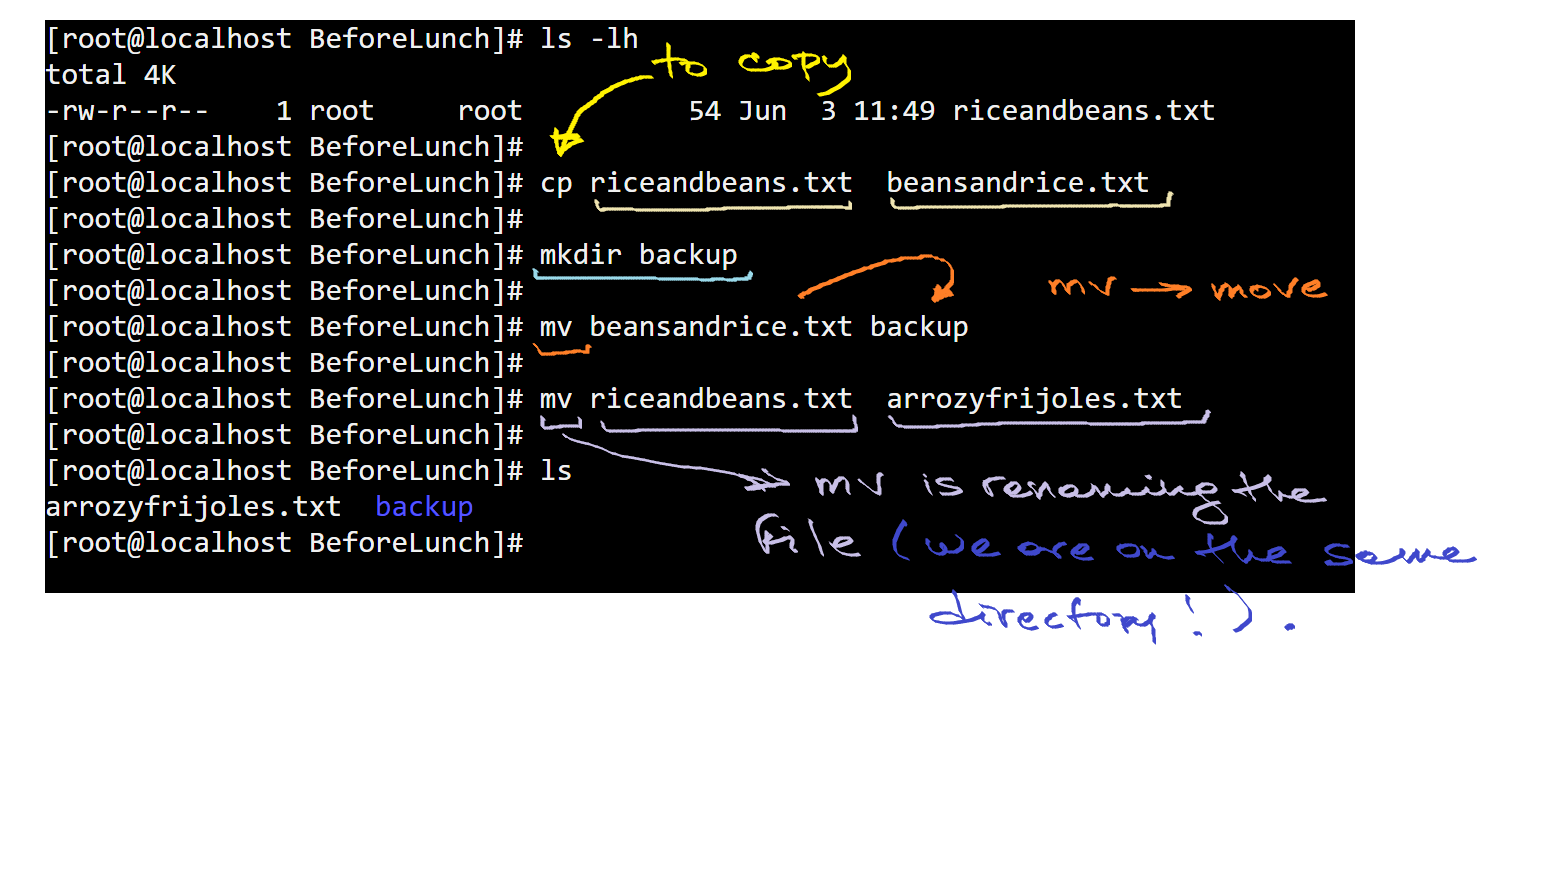 [root@localhost BeforeLunch]# ls -lh
to copy
total 4K
-rw-r--r-- 1 root root 54 Jun 3 11:49 riceandbeans.txt
[root@localhost BeforeLunch]#
[root@localhost BeforeLunch]# cp riceandbeans.txt beansandrice.txt
[root@localhost BeforeLunch]#
[root@localhost BeforeLunch]# mkdir backup
[root@localhost BeforeLunch]#
mv → move
[root@localhost BeforeLunch]# mv beansandrice.txt backup
[root@localhost BeforeLunch]#
[root@localhost BeforeLunch]# mv riceandbeans.txt arrozyfrijoles.txt
[root@localhost BeforeLunch]#
[root@localhost BeforeLunch]# ls
arrozyfrijoles.txt backup
[root@localhost BeforeLunch]#
mv is renaming the
file (we are on the same
directory!).